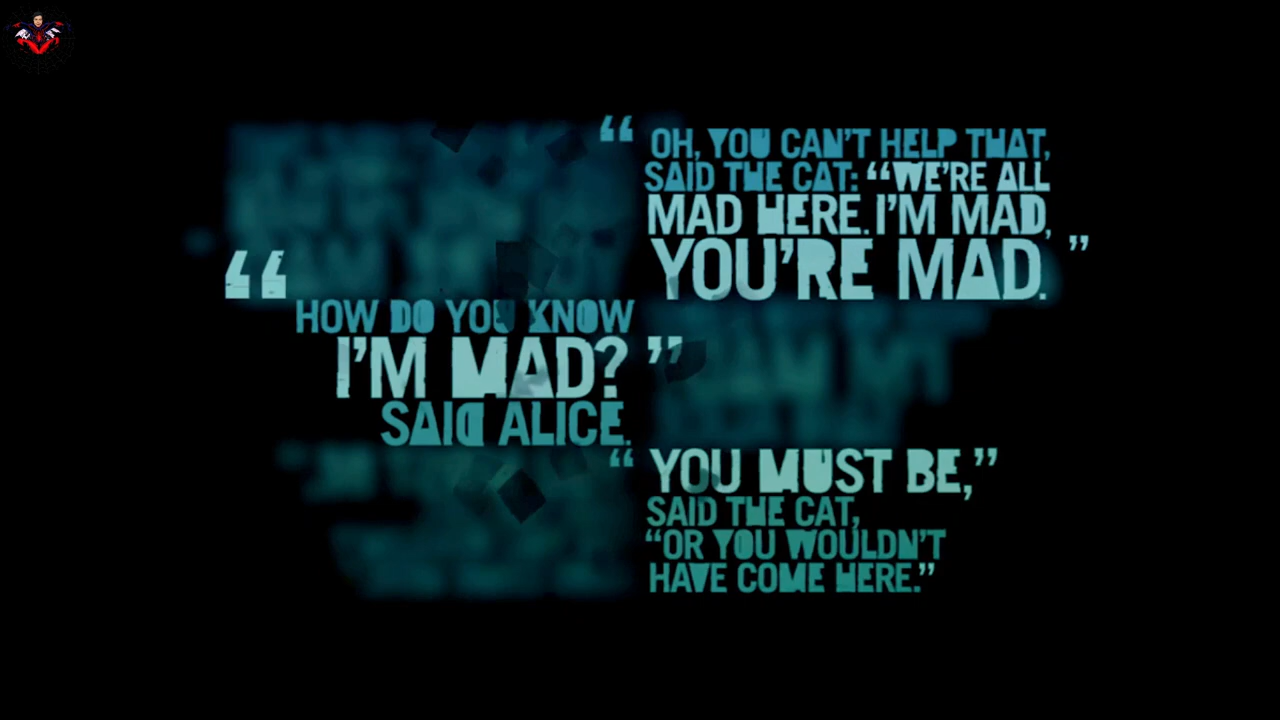 “ OH, YOU CAN’T HELP THAT,
SAID THE CAT: “WE’RE ALL
MAD HERE. I’M MAD,
YOU’RE MAD. ”
“ HOW DO YOU KNOW
I’M MAD? ”
SAID ALICE.
“ YOU MUST BE,”
SAID THE CAT,
“OR YOU WOULDN’T
HAVE COME HERE.”